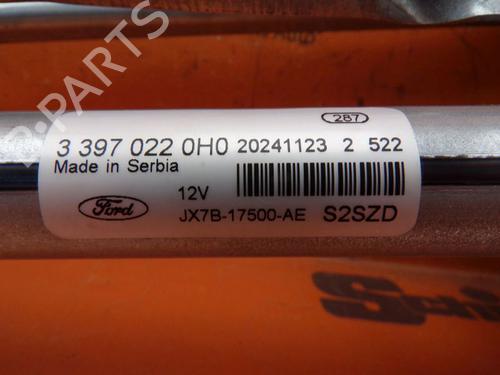 B.PARTS
287
3 397 022 0H0 20241123 2 522
Made in Serbia
12V
Ford JX7B-17500-AE S2SZD